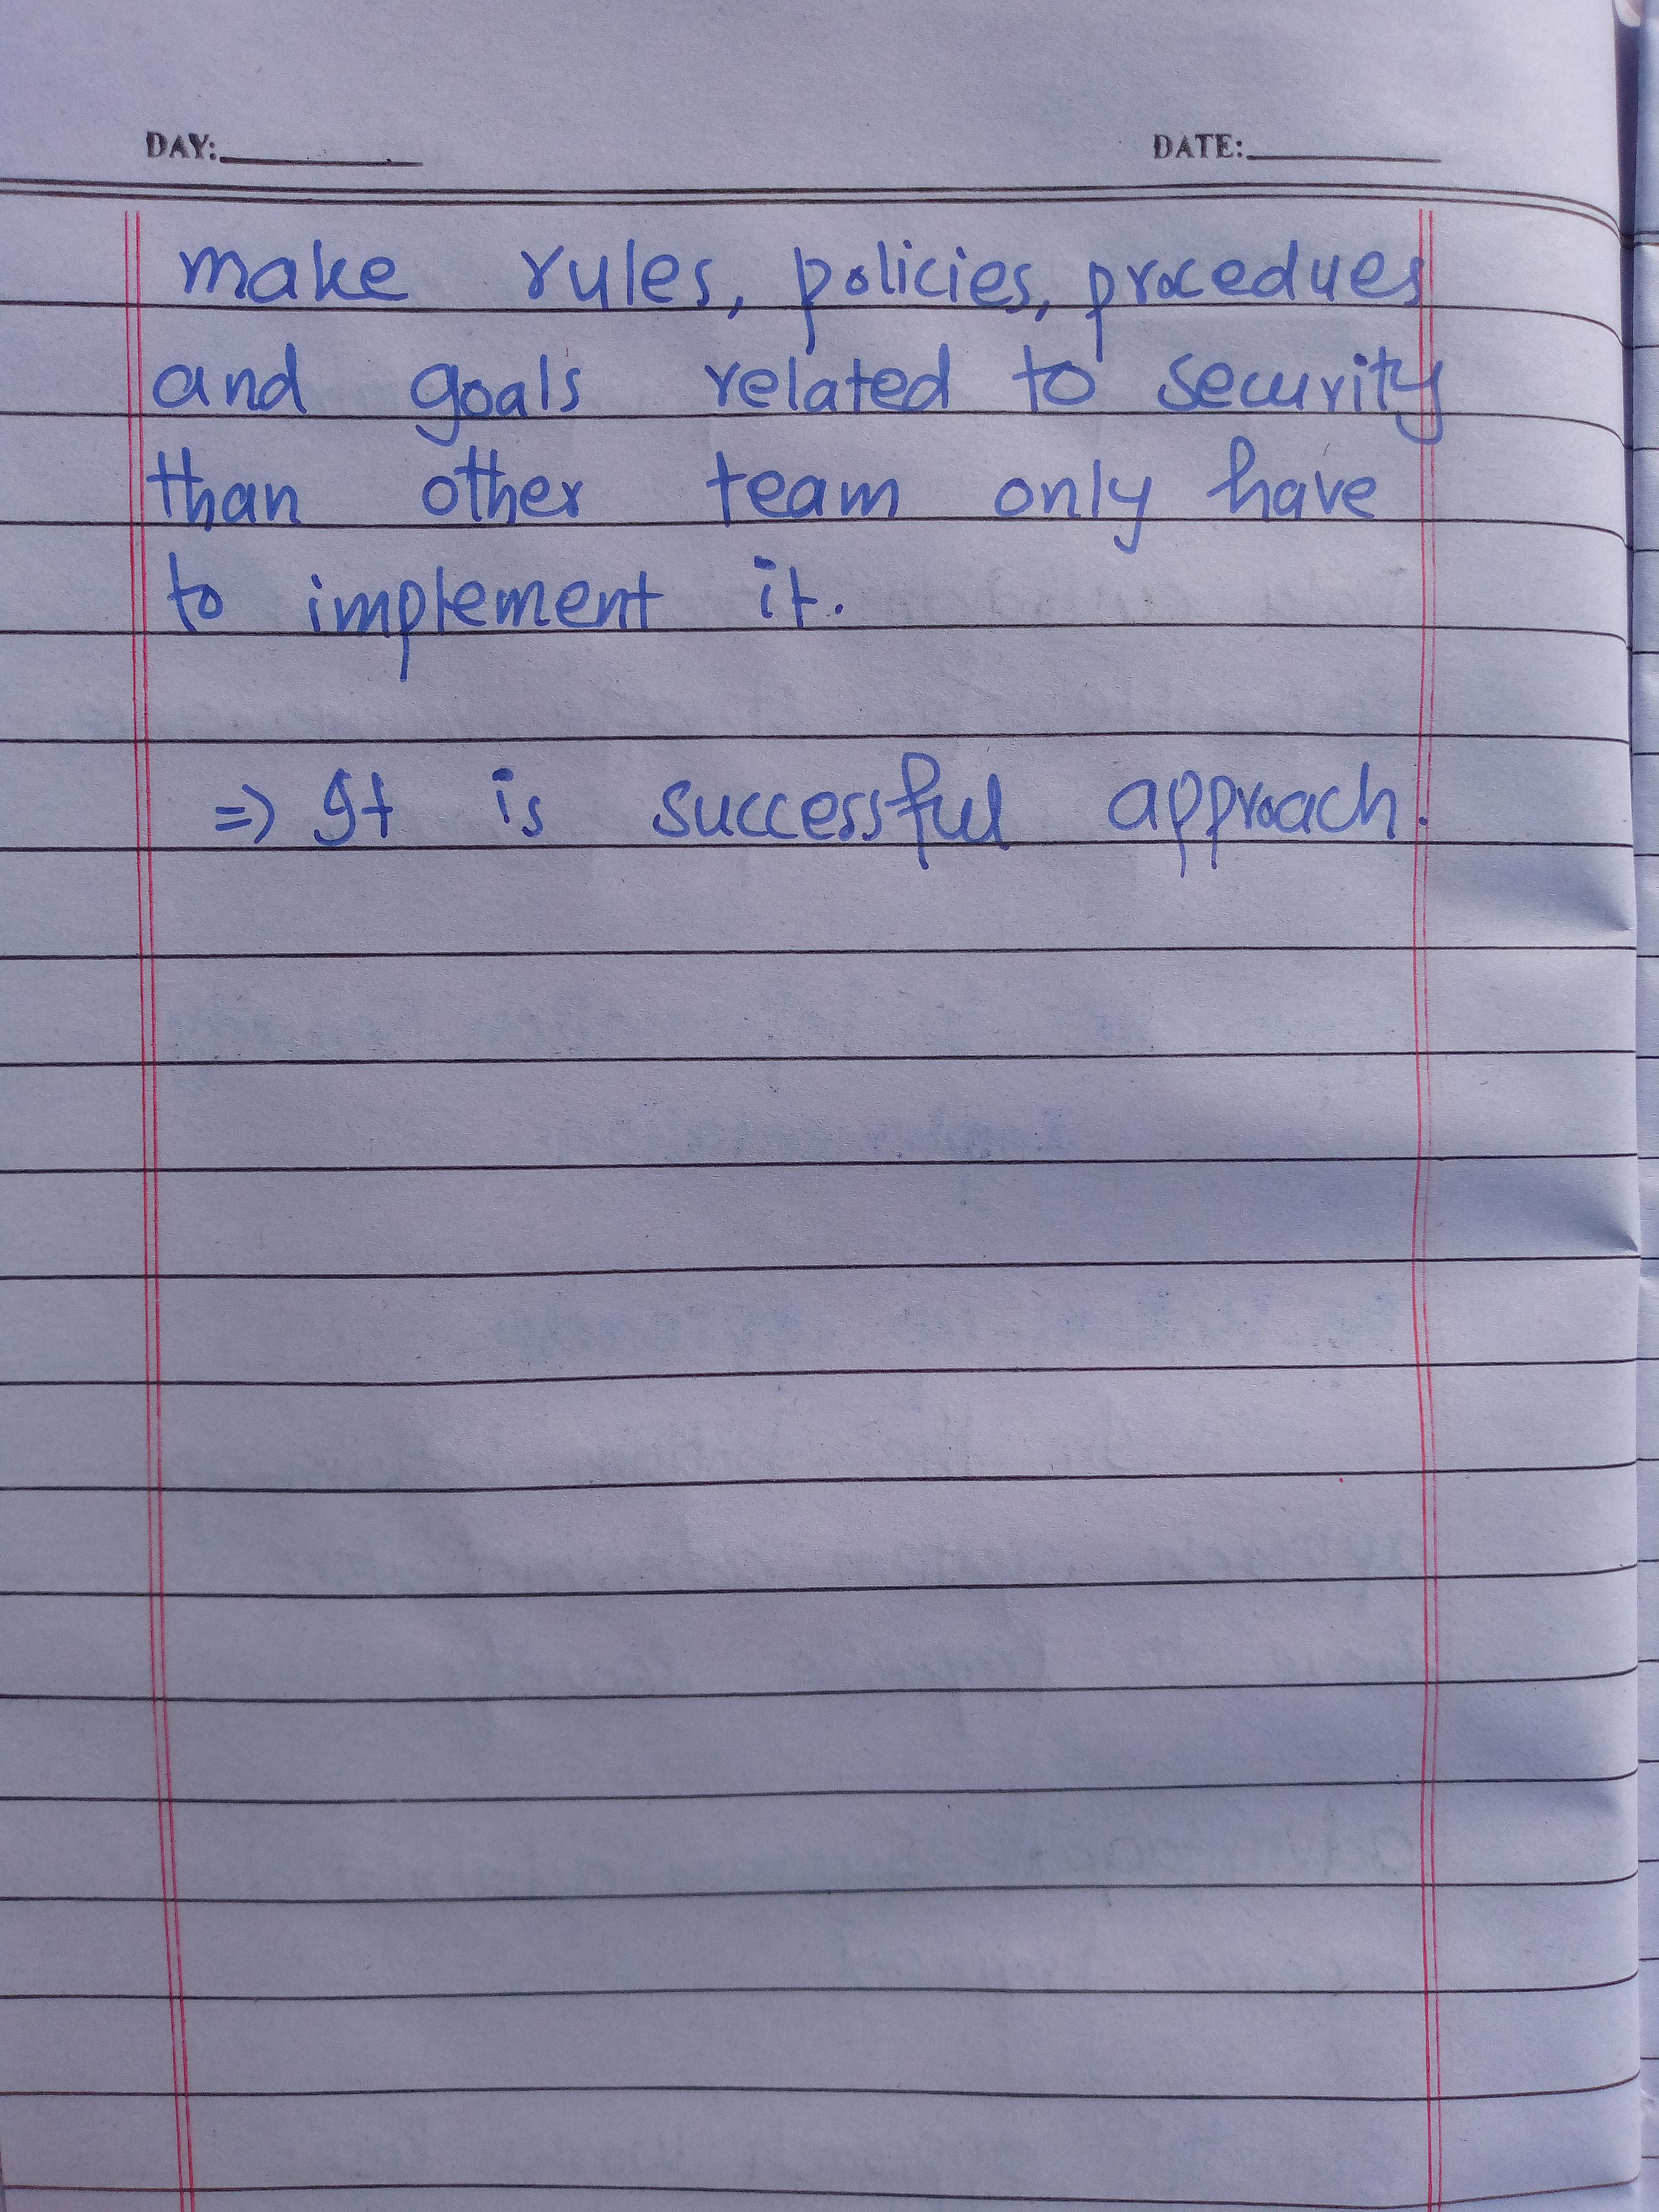 DAY:
DATE:
make rules, policies, procedues
and goals related to security
than other team only have
to implement it.
=> It is successful approach.